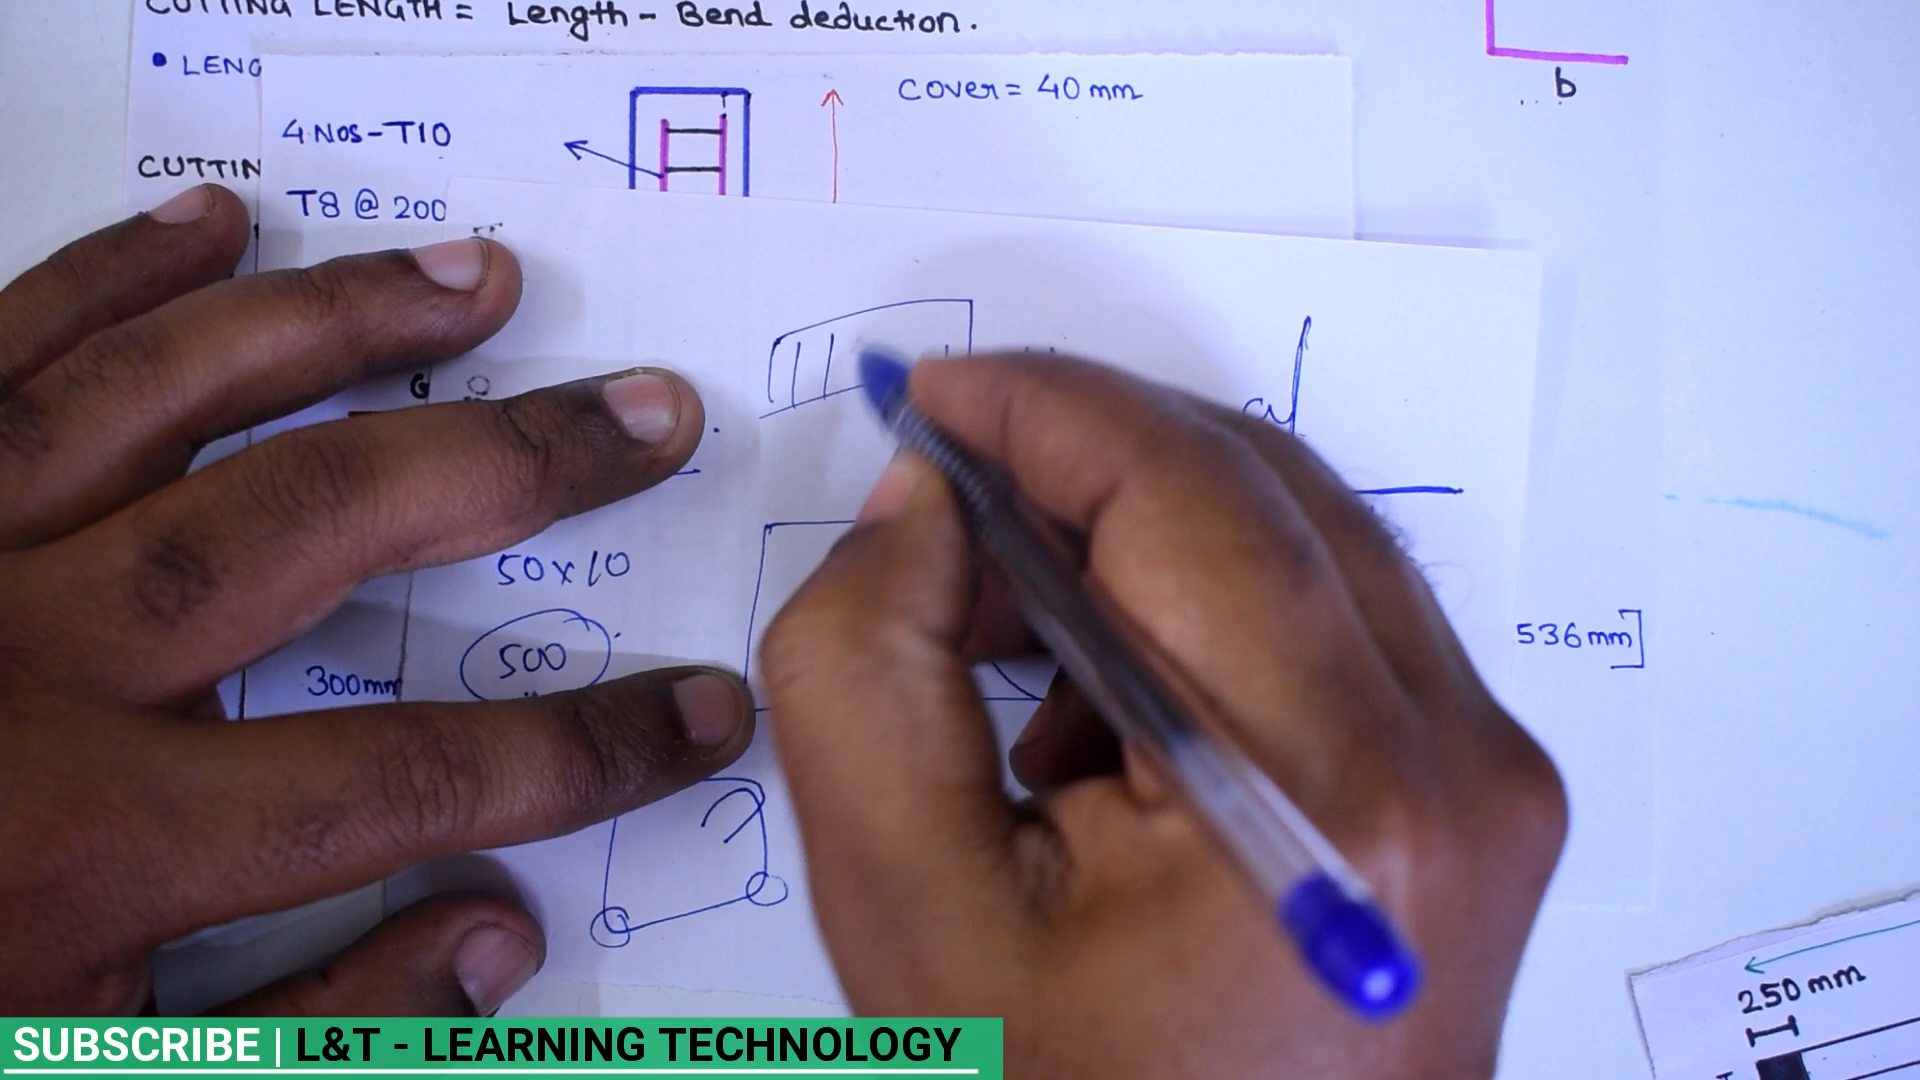 CUTTING LENGTH = Length - Bend deduction.
• LENG
Cover = 40 mm
b
4 Nos-T10
CUTTIN
T8 @ 200
G
50x10
536mm]
500
300mm
250 mm
SUBSCRIBE | L&T - LEARNING TECHNOLOGY